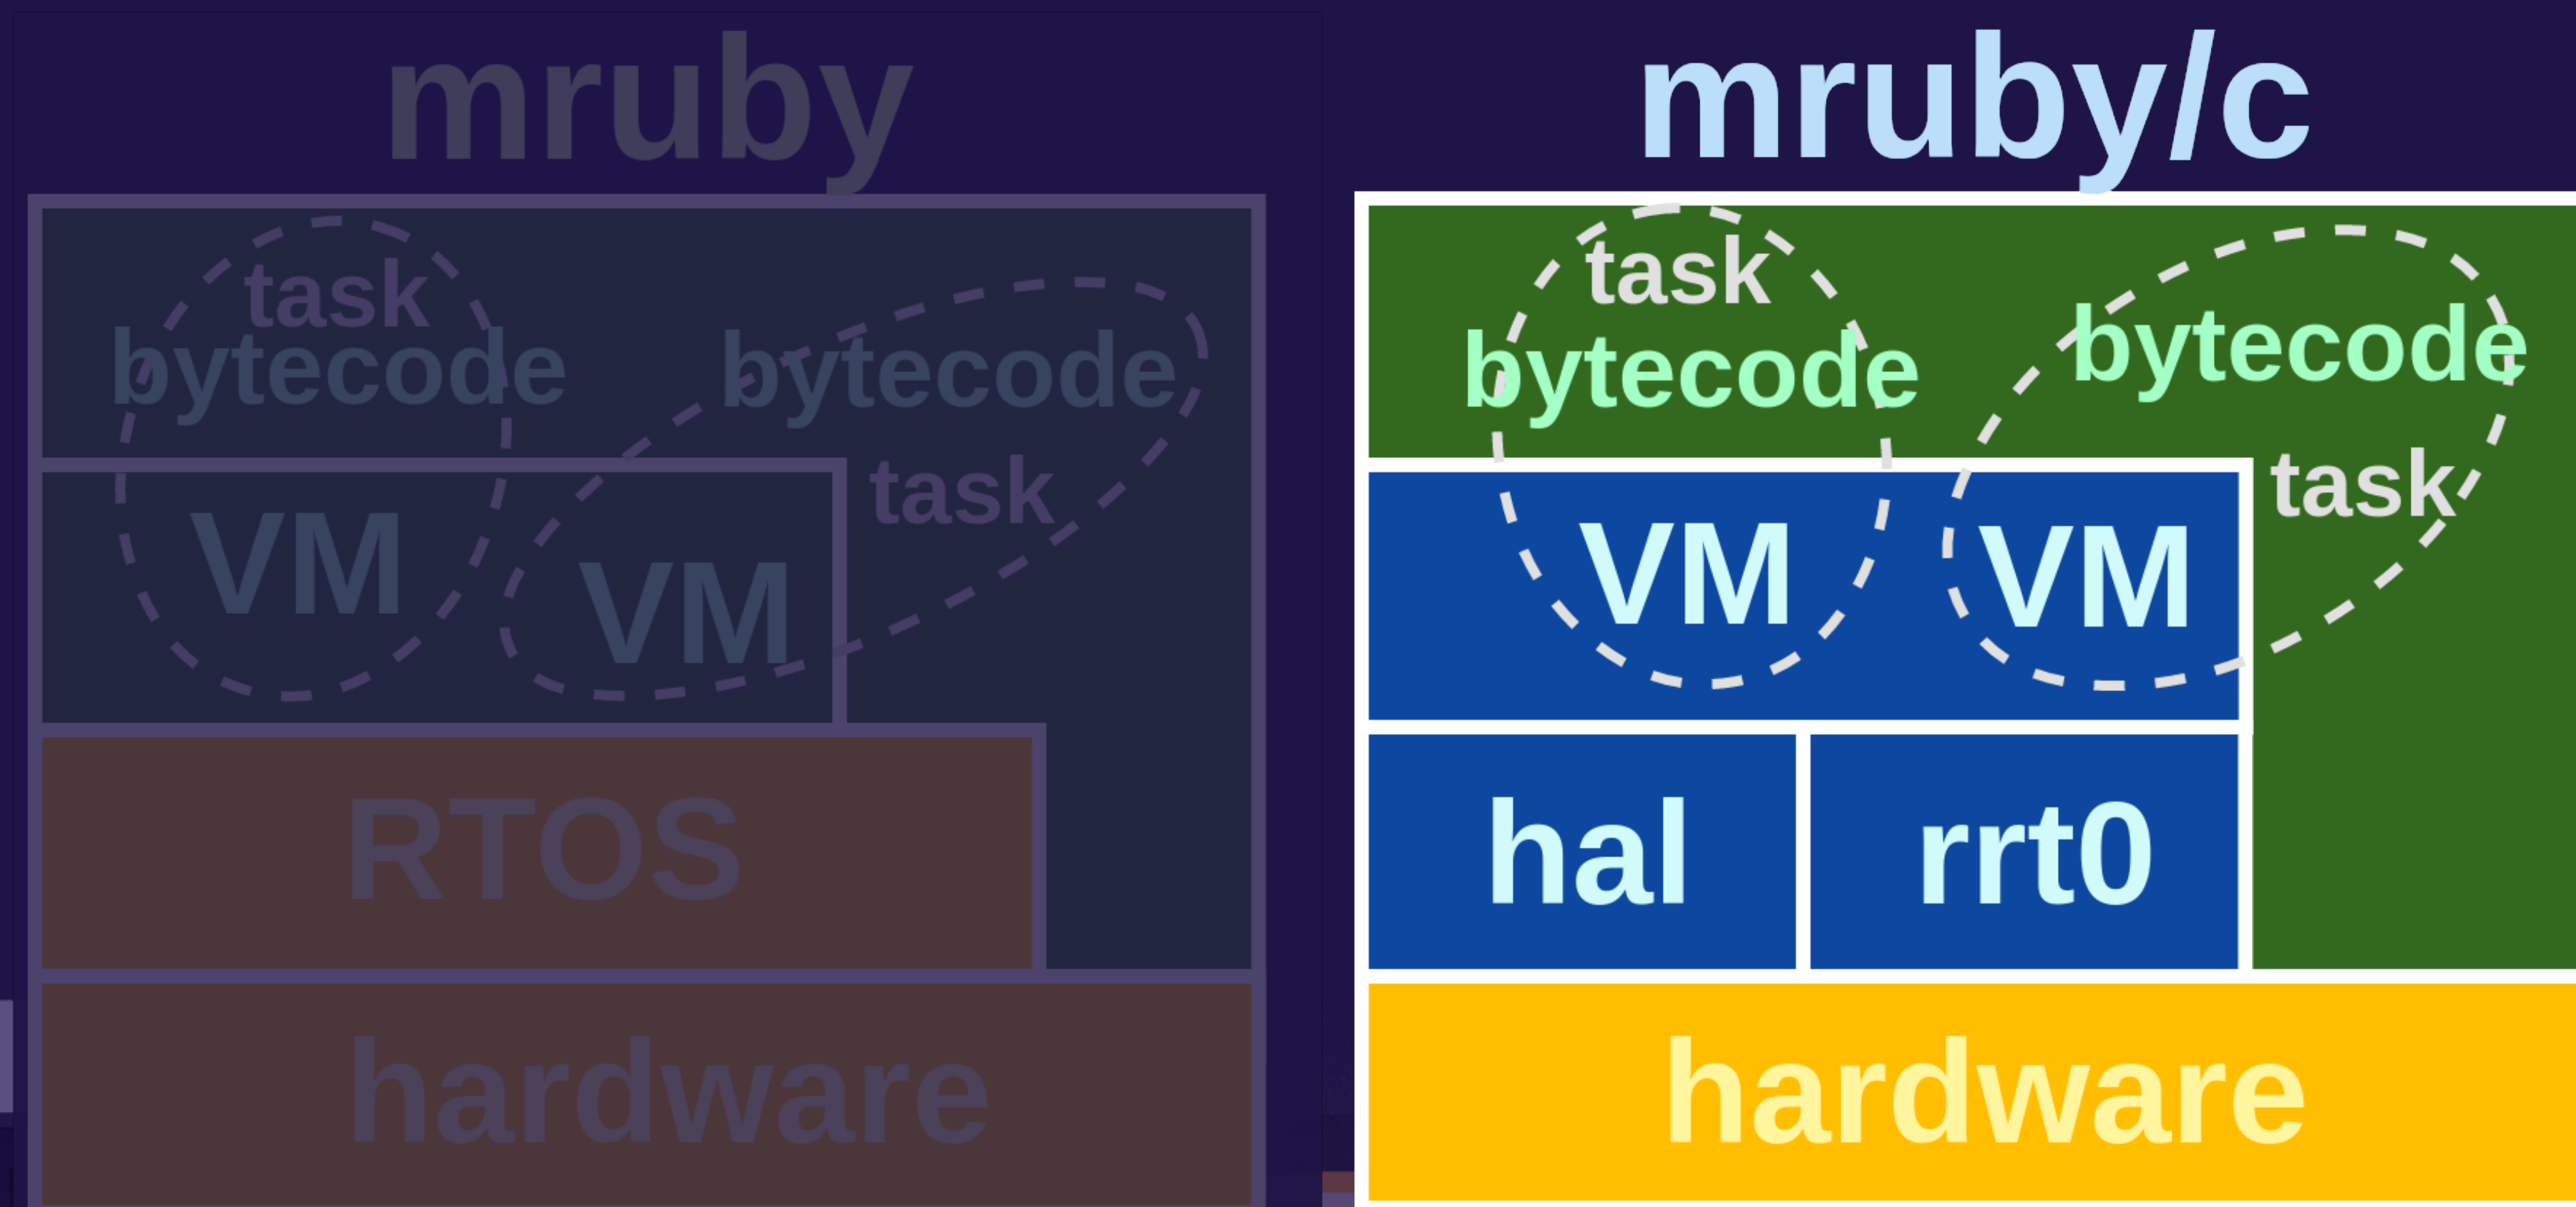 mruby
task
bytecode
bytecode
task
VM
VM
RTOS
hardware
mruby/c
task
bytecode
bytecode
task
VM
VM
hal
rrt0
hardware